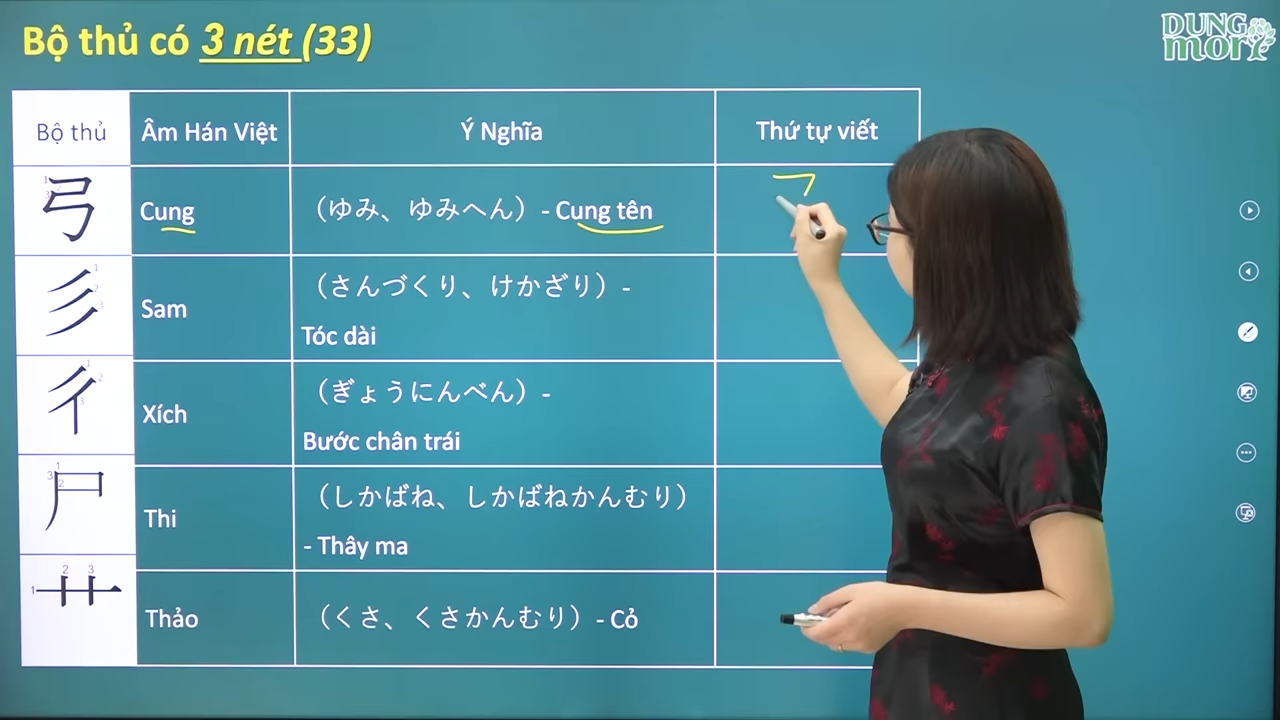 Bộ thủ có 3 nét (33)
DUNG
mori
Bộ thủ
Âm Hán Việt
Ý Nghĩa
Thứ tự viết
弓
Cung
（ゆみ、ゆみへん）- Cung tên
彡
Sam
（さんづくり、けかざり）-
Tóc dài
彳
Xích
（ぎょうにんべん）-
Bước chân trái
尸
Thi
（しかばね、しかばねかんむり）
- Thây ma
艹
Thảo
（くさ、くさかんむり）- Cỏ